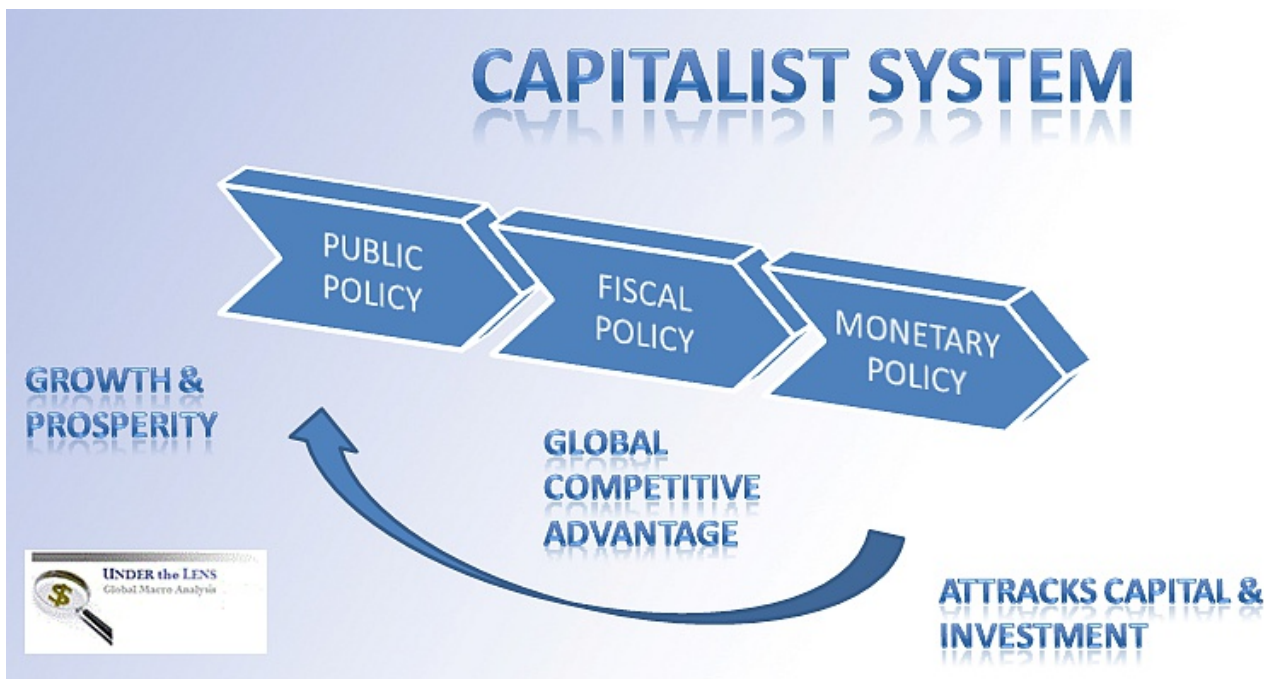 CAPITALIST SYSTEM
PUBLIC
POLICY
FISCAL
POLICY
MONETARY
POLICY
GROWTH &
PROSPERITY
GLOBAL
COMPETITIVE
ADVANTAGE
ATTRACKS CAPITAL &
INVESTMENT
$
UNDER the LENS
Global Macro Analysis